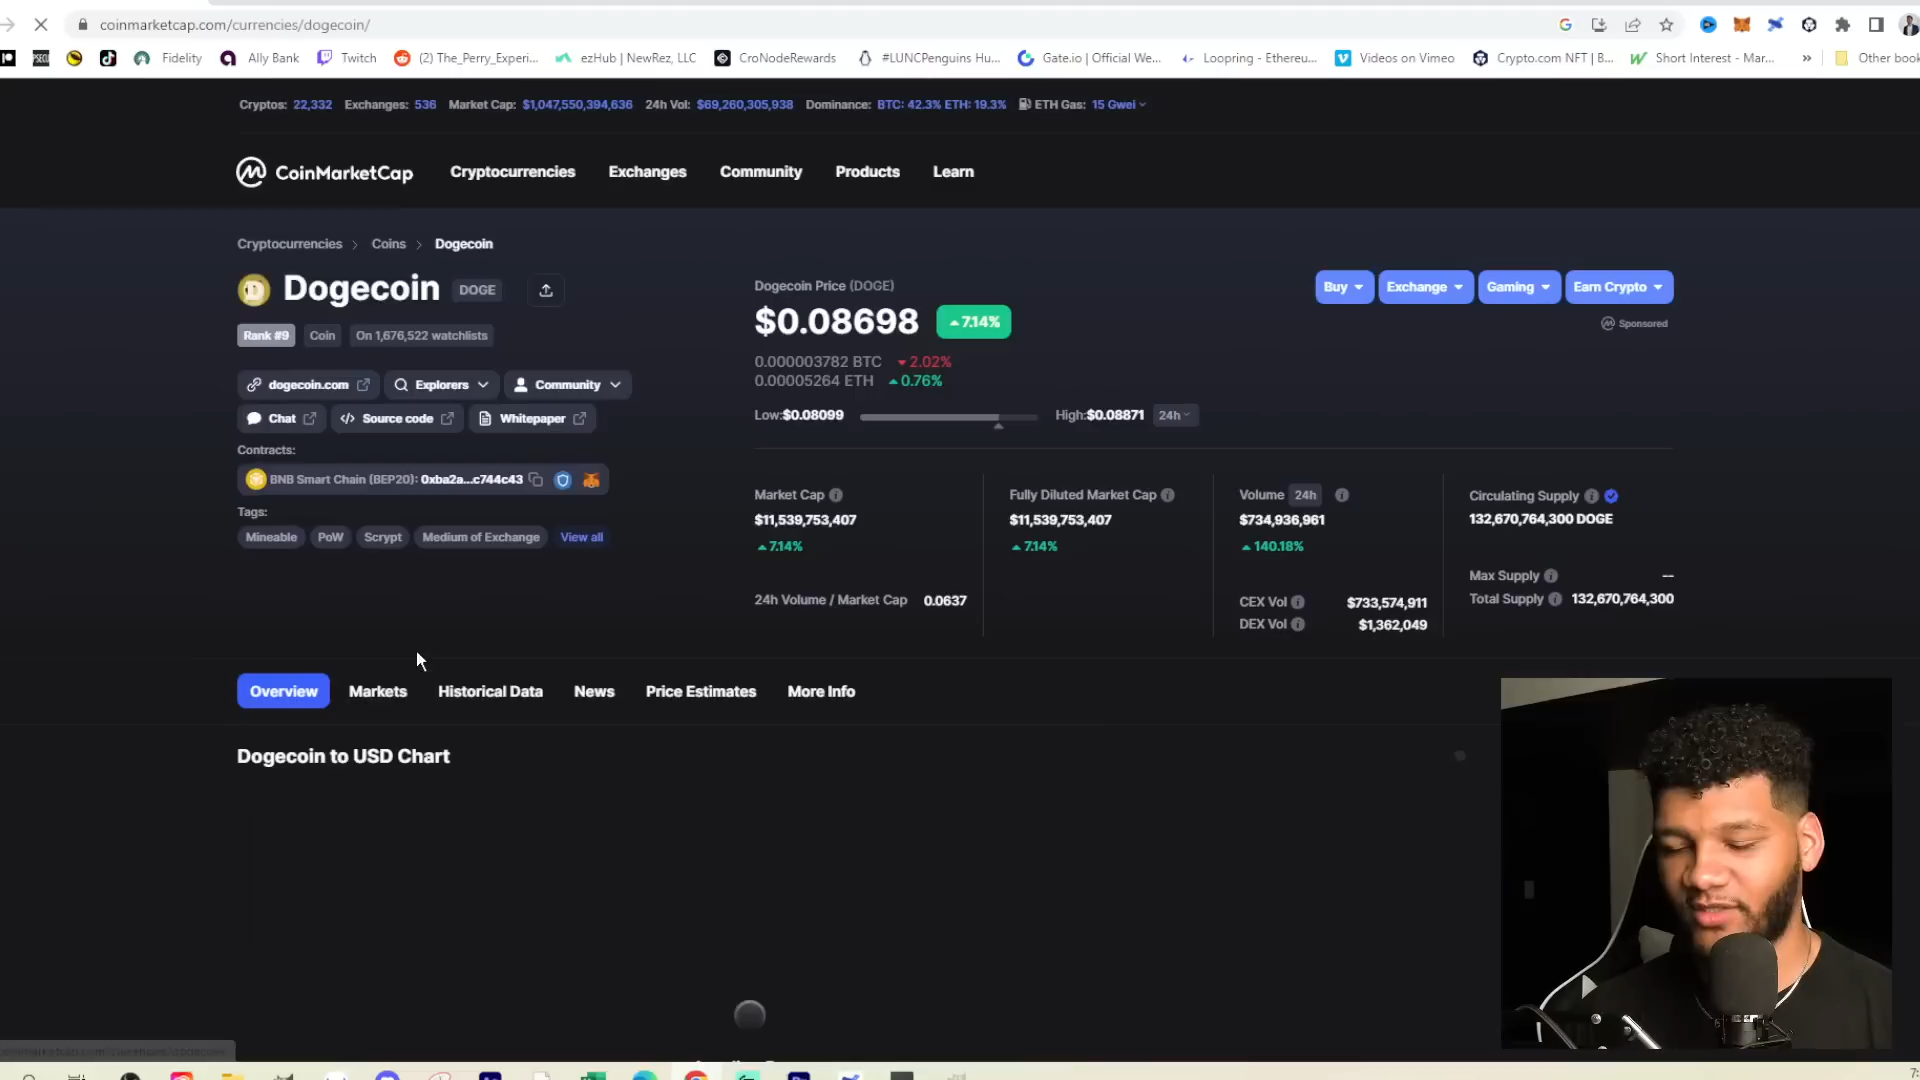 coinmarketcap.com/currencies/dogecoin/
Fidelity Ally Bank Twitch (2) The_Perry_Experi... ezHub | NewRez, LLC CroNodeRewards #LUNCPenguins Hu... Gate.io | Official We... Loopring - Ethereu... Videos on Vimeo Crypto.com NFT | B... Short Interest - Mar... » Other book
Cryptos: 22,332 Exchanges: 536 Market Cap: $1,047,550,394,636 24h Vol: $69,260,305,938 Dominance: BTC: 42.3% ETH: 19.3% ETH Gas: 15 Gwei
CoinMarketCap Cryptocurrencies Exchanges Community Products Learn
Cryptocurrencies > Coins > Dogecoin
Dogecoin DOGE
Rank #9 Coin On 1,676,522 watchlists
dogecoin.com Explorers Community
Chat Source code Whitepaper
Contracts:
BNB Smart Chain (BEP20): 0xba2a...c744c43
Tags:
Mineable PoW Scrypt Medium of Exchange View all
Dogecoin Price (DOGE)
$0.08698 7.14%
0.000003782 BTC 2.02%
0.00005264 ETH 0.76%
Low:$0.08099 High:$0.08871 24h
Buy Exchange Gaming Earn Crypto
Sponsored
Market Cap
$11,539,753,407
7.14%
24h Volume / Market Cap 0.0637
Fully Diluted Market Cap
$11,539,753,407
7.14%
Volume 24h
$734,936,961
140.18%
CEX Vol $733,574,911
DEX Vol $1,362,049
Circulating Supply
132,670,764,300 DOGE
Max Supply --
Total Supply 132,670,764,300
Overview Markets Historical Data News Price Estimates More Info
Dogecoin to USD Chart